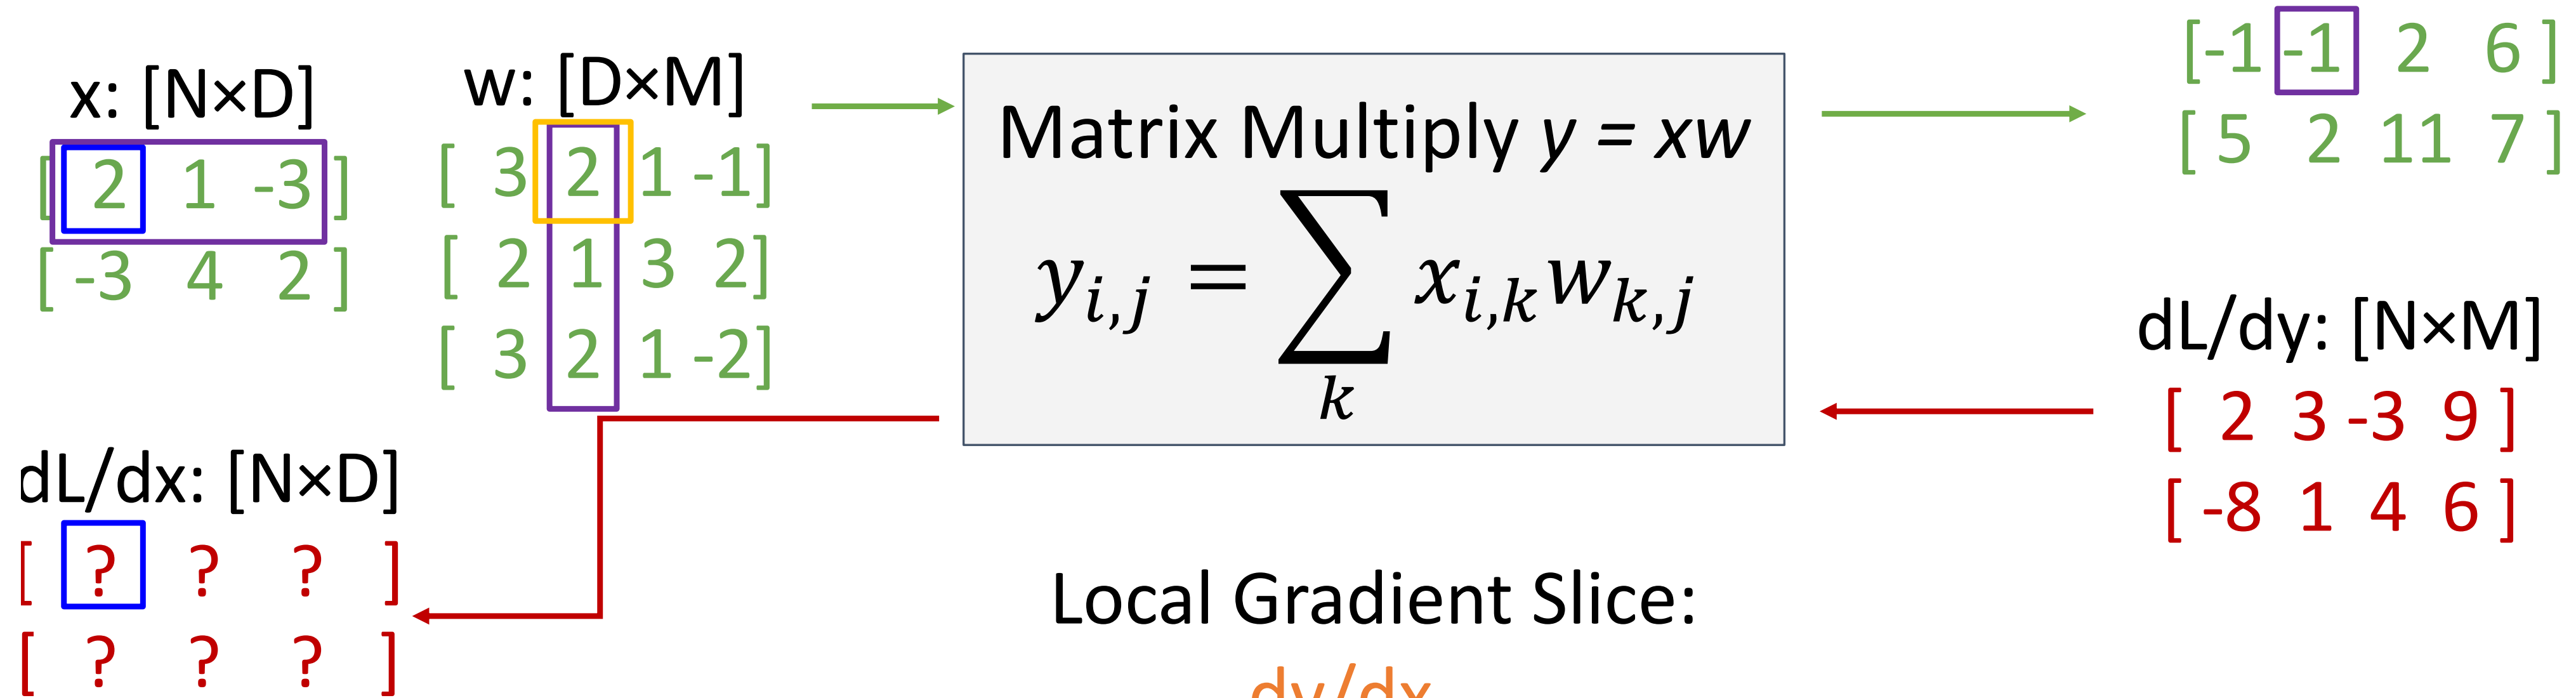 x: [N×D]
[ 2 1 -3 ]
[ -3 4 2 ]
w: [D×M]
[ 3 2 1 -1]
[ 2 1 3 2]
[ 3 2 1 -2]
Matrix Multiply y = xw
y_{i,j} = ∑_k x_{i,k}w_{k,j}
[-1 -1 2 6 ]
[ 5 2 11 7 ]
dL/dy: [N×M]
[ 2 3 -3 9 ]
[ -8 1 4 6 ]
dL/dx: [N×D]
[ ? ? ? ]
[ ? ? ? ]
Local Gradient Slice:
dy/dx